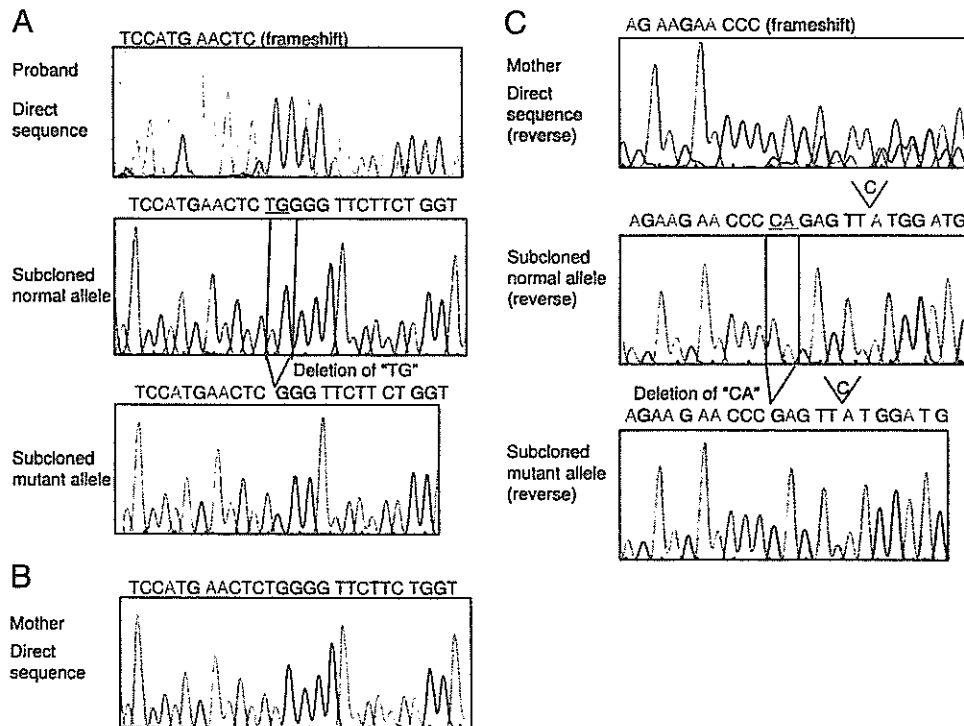 A
TCCATG AACTC (frameshift)
Proband
Direct
sequence
TCCATGAACTC TGGGG TTCTTCT GGT
Subcloned
normal allele
Deletion of "TG"
TCCATGAACTC GGG TTCTT CT GGT
Subcloned
mutant allele
B
TCCATG AACTCTGGGG TTCTTC TGGT
Mother
Direct
sequence
C
AG AAGAA CCC (frameshift)
Mother
Direct
sequence
(reverse)
C
AGAAG AA CCC CA GAG TT A TGG ATG
Subcloned
normal allele
(reverse)
Deletion of "CA"
C
AGAA G AA CCC GAG TT A T GGA T G
Subcloned
mutant allele
(reverse)